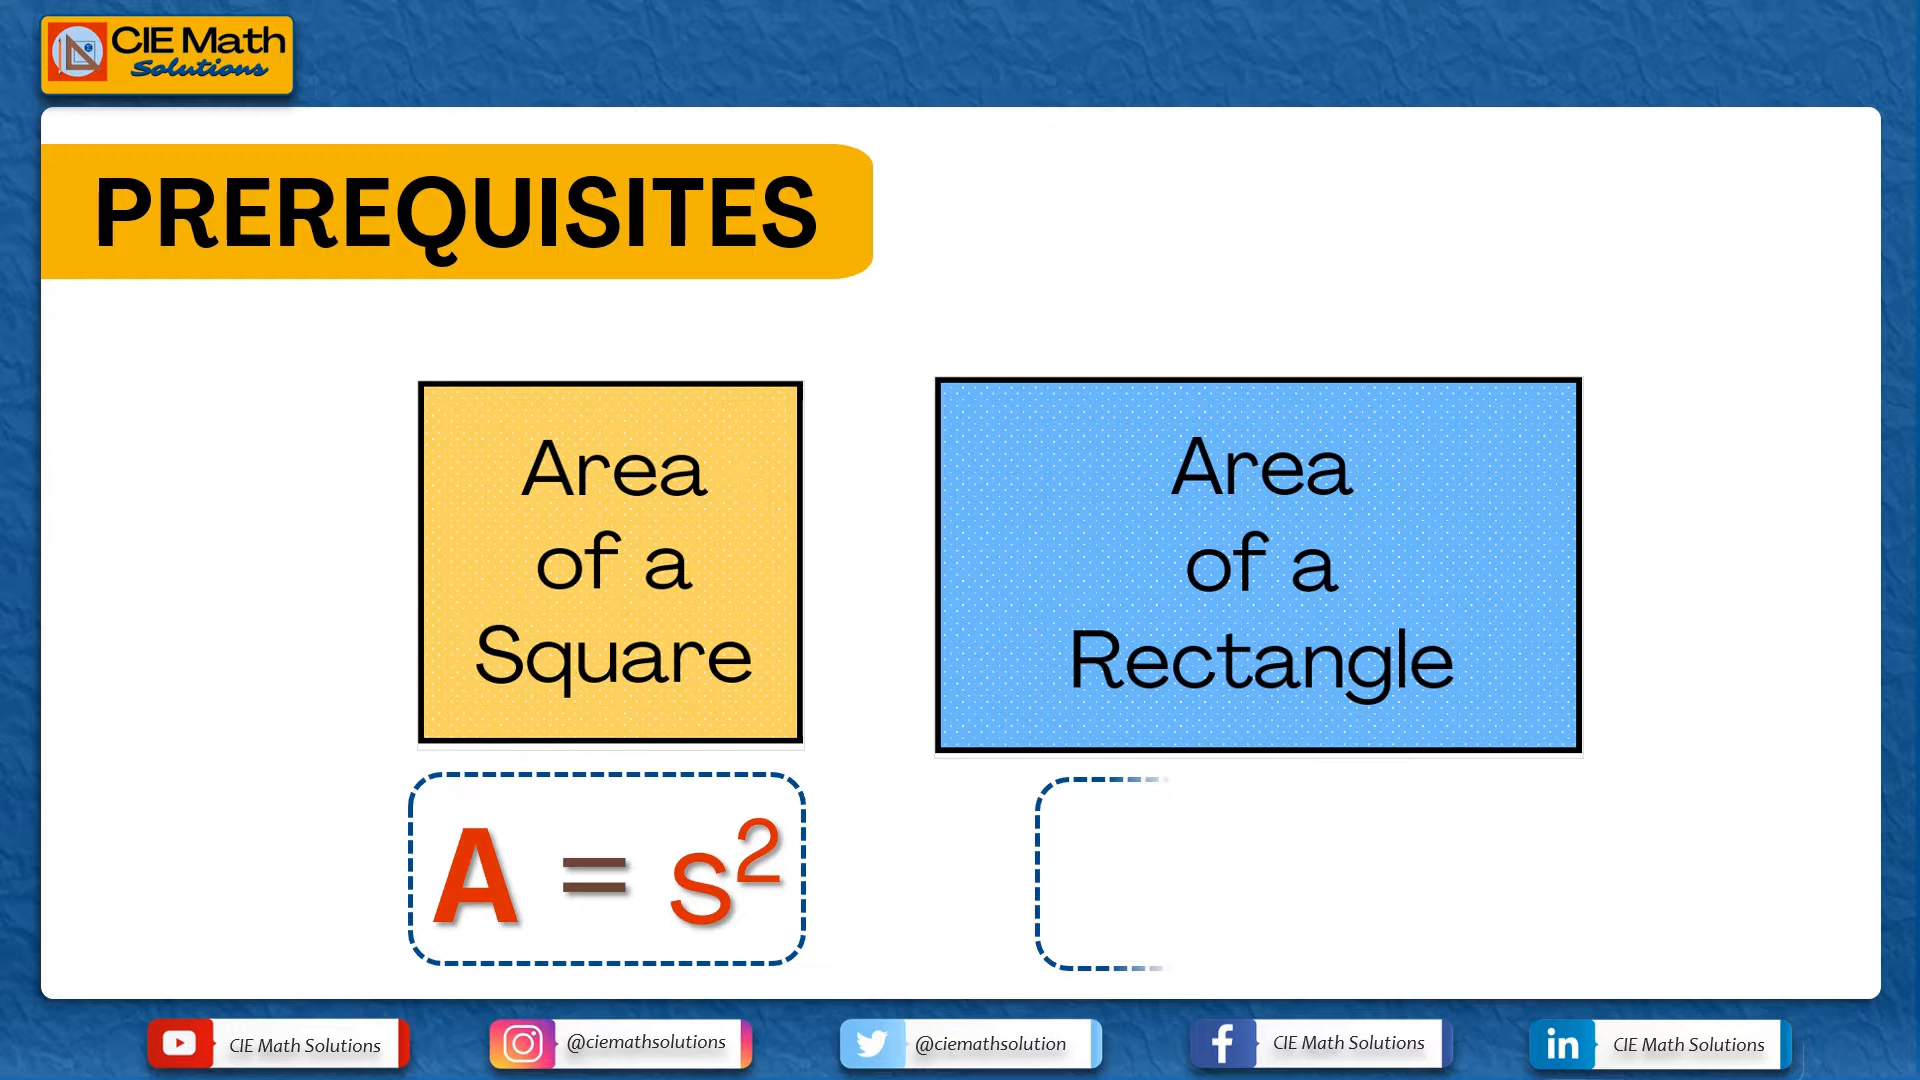 CIE Math
Solutions
PREREQUISITES
Area
of a
Square
Area
of a
Rectangle
A = s²
CIE Math Solutions
@ciemathsolutions
@ciemathsolution
CIE Math Solutions
CIE Math Solutions